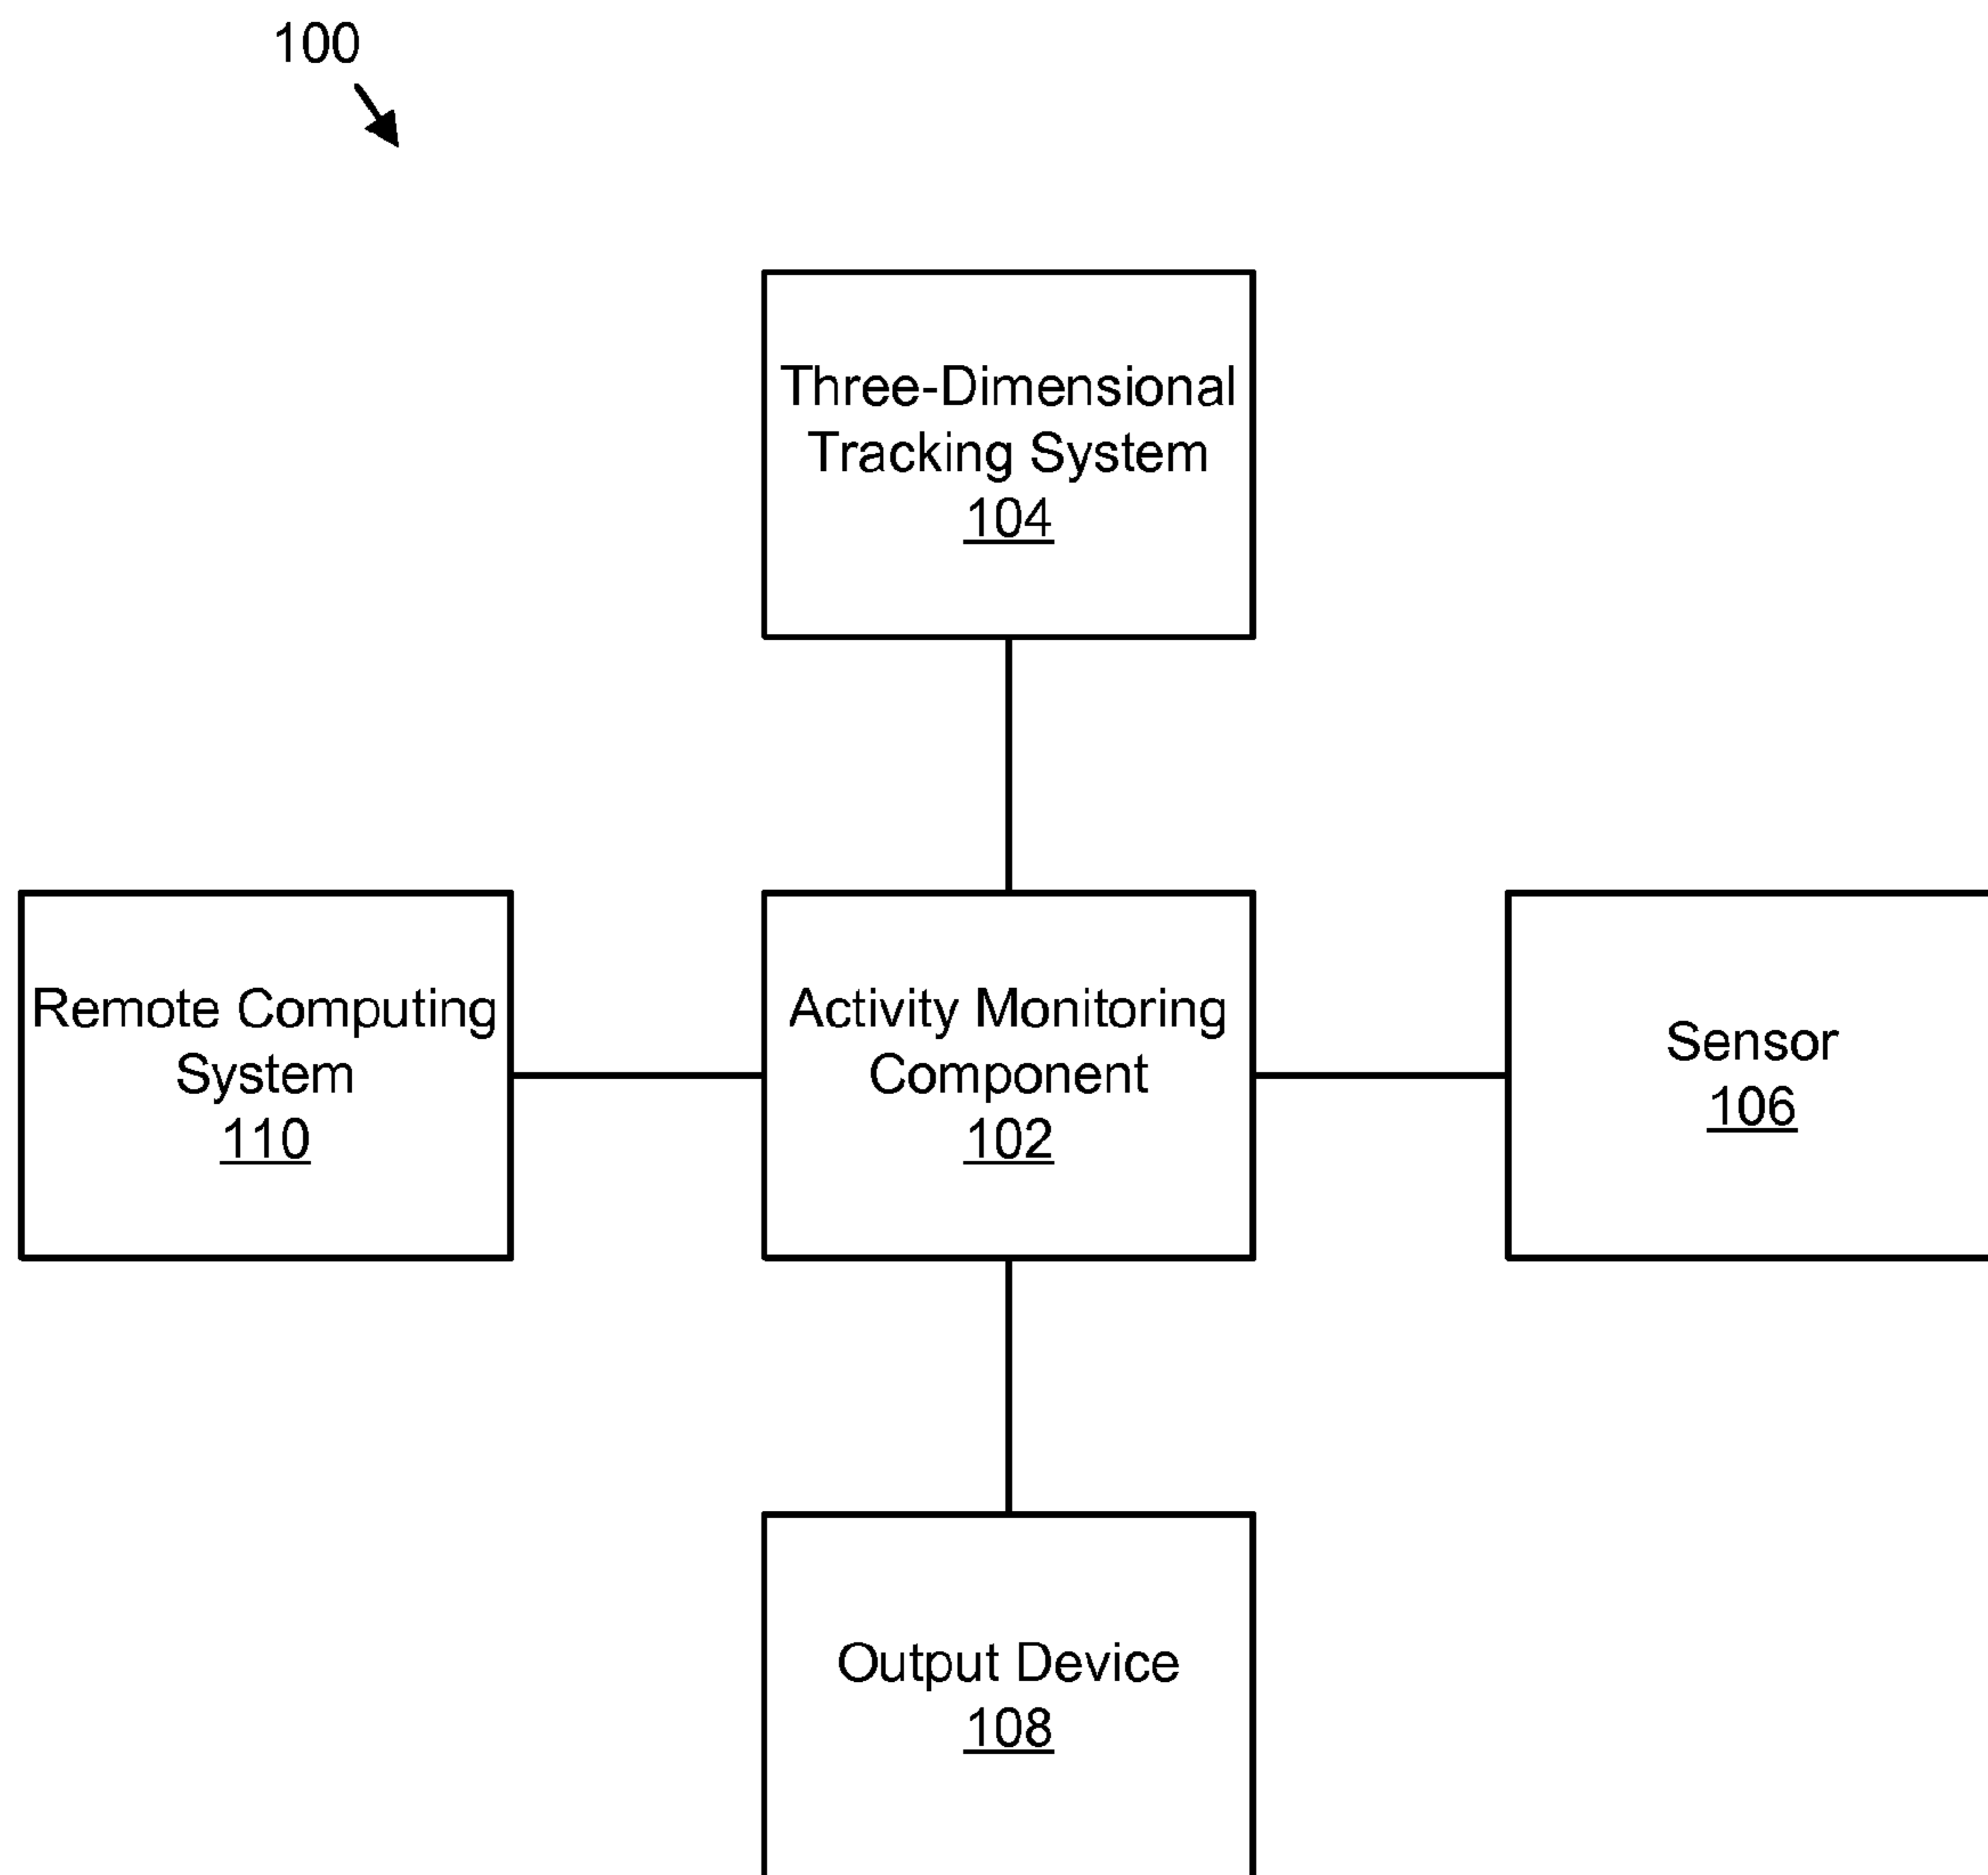 100
Three-Dimensional
Tracking System
104
Remote Computing
System
110
Activity Monitoring
Component
102
Sensor
106
Output Device
108